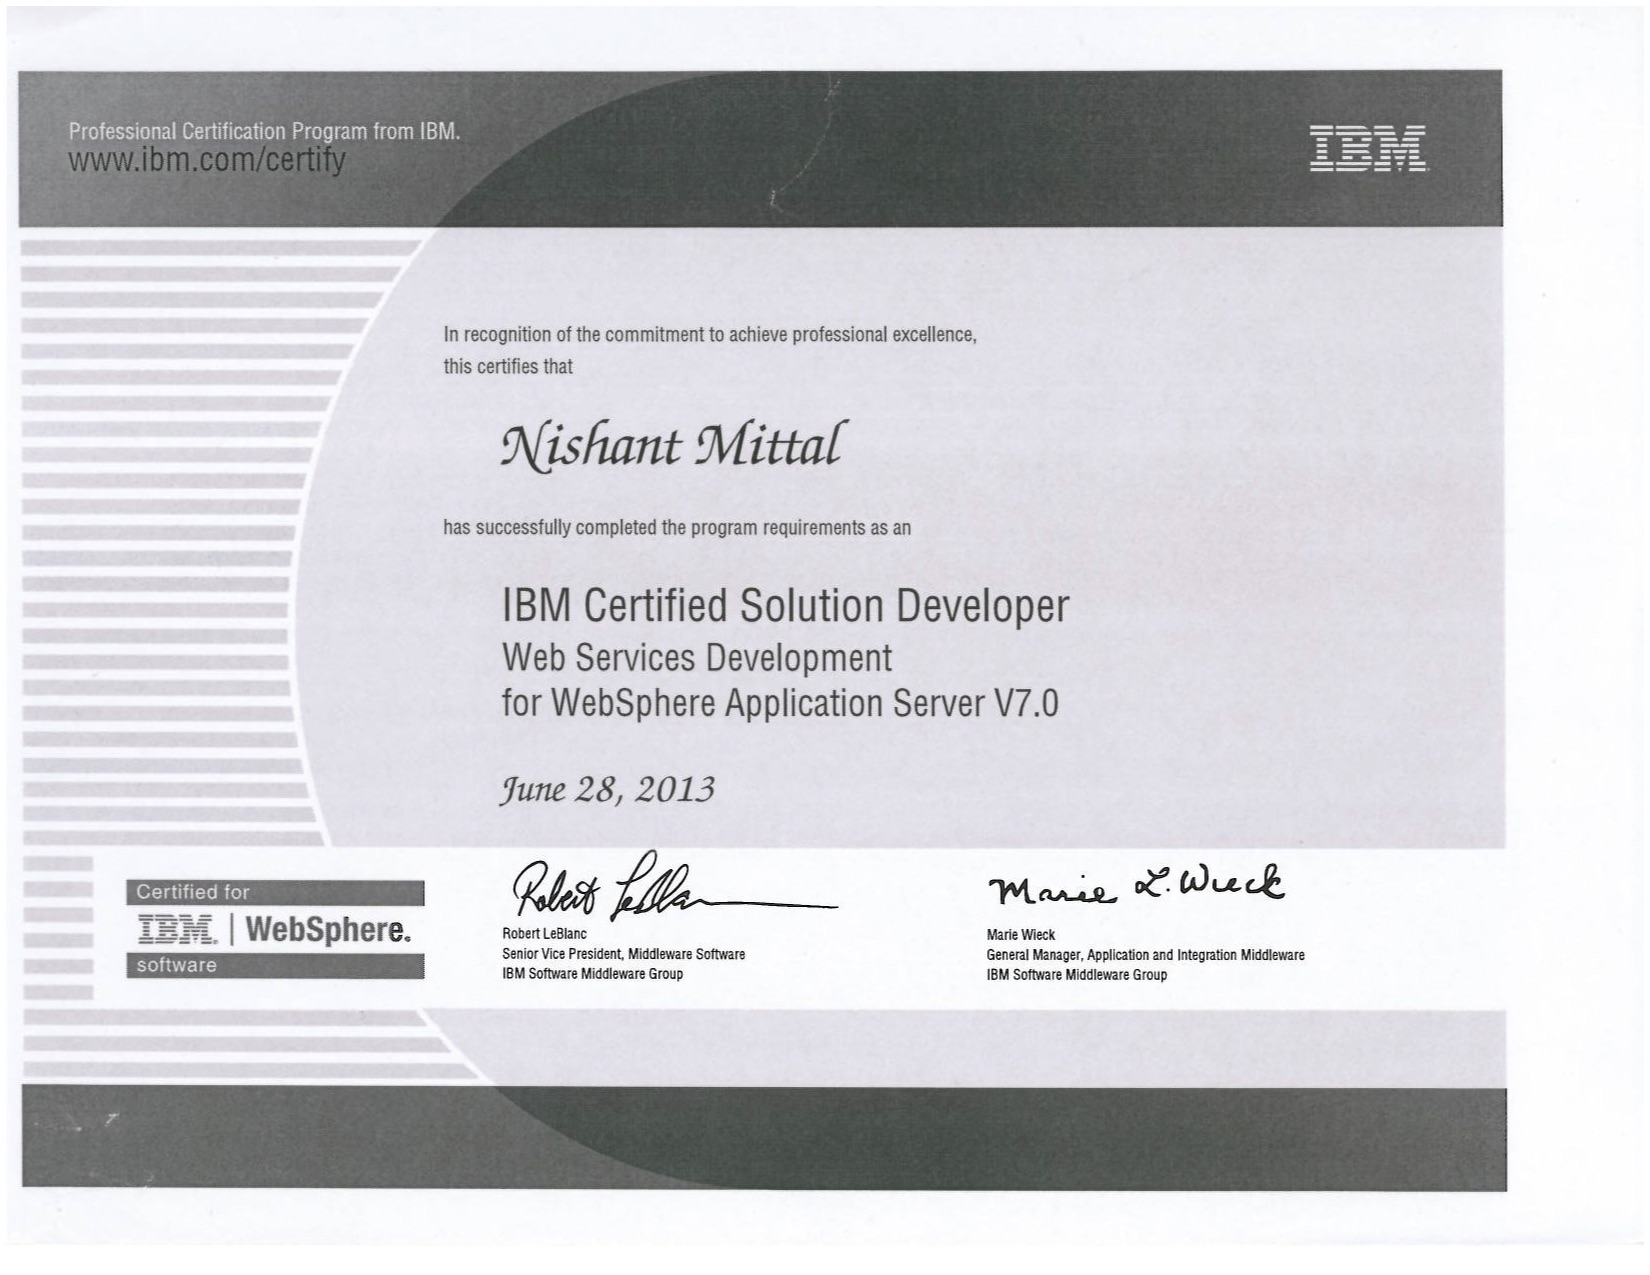 Professional Certification Program from IBM.
www.ibm.com/certify
IBM
In recognition of the commitment to achieve professional excellence,
this certifies that
Nishant Mittal
has successfully completed the program requirements as an
IBM Certified Solution Developer
Web Services Development
for WebSphere Application Server V7.0
June 28, 2013
Certified for
IBM. | WebSphere.
software
Robert LeBlanc
Robert LeBlanc
Senior Vice President, Middleware Software
IBM Software Middleware Group
Marie L. Wieck
Marie Wieck
General Manager, Application and Integration Middleware
IBM Software Middleware Group